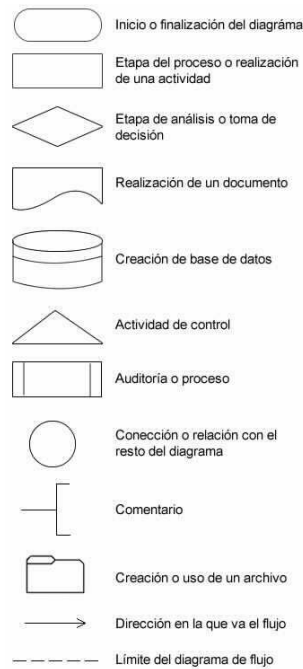 Inicio o finalización del diagráma
Etapa del proceso o realización
de una actividad
Etapa de análisis o toma de
decisión
Realización de un documento
Creación de base de datos
Actividad de control
Auditoría o proceso
Conección o relación con el
resto del diagrama
Comentario
Creación o uso de un archivo
Dirección en la que va el flujo
Límite del diagrama de flujo